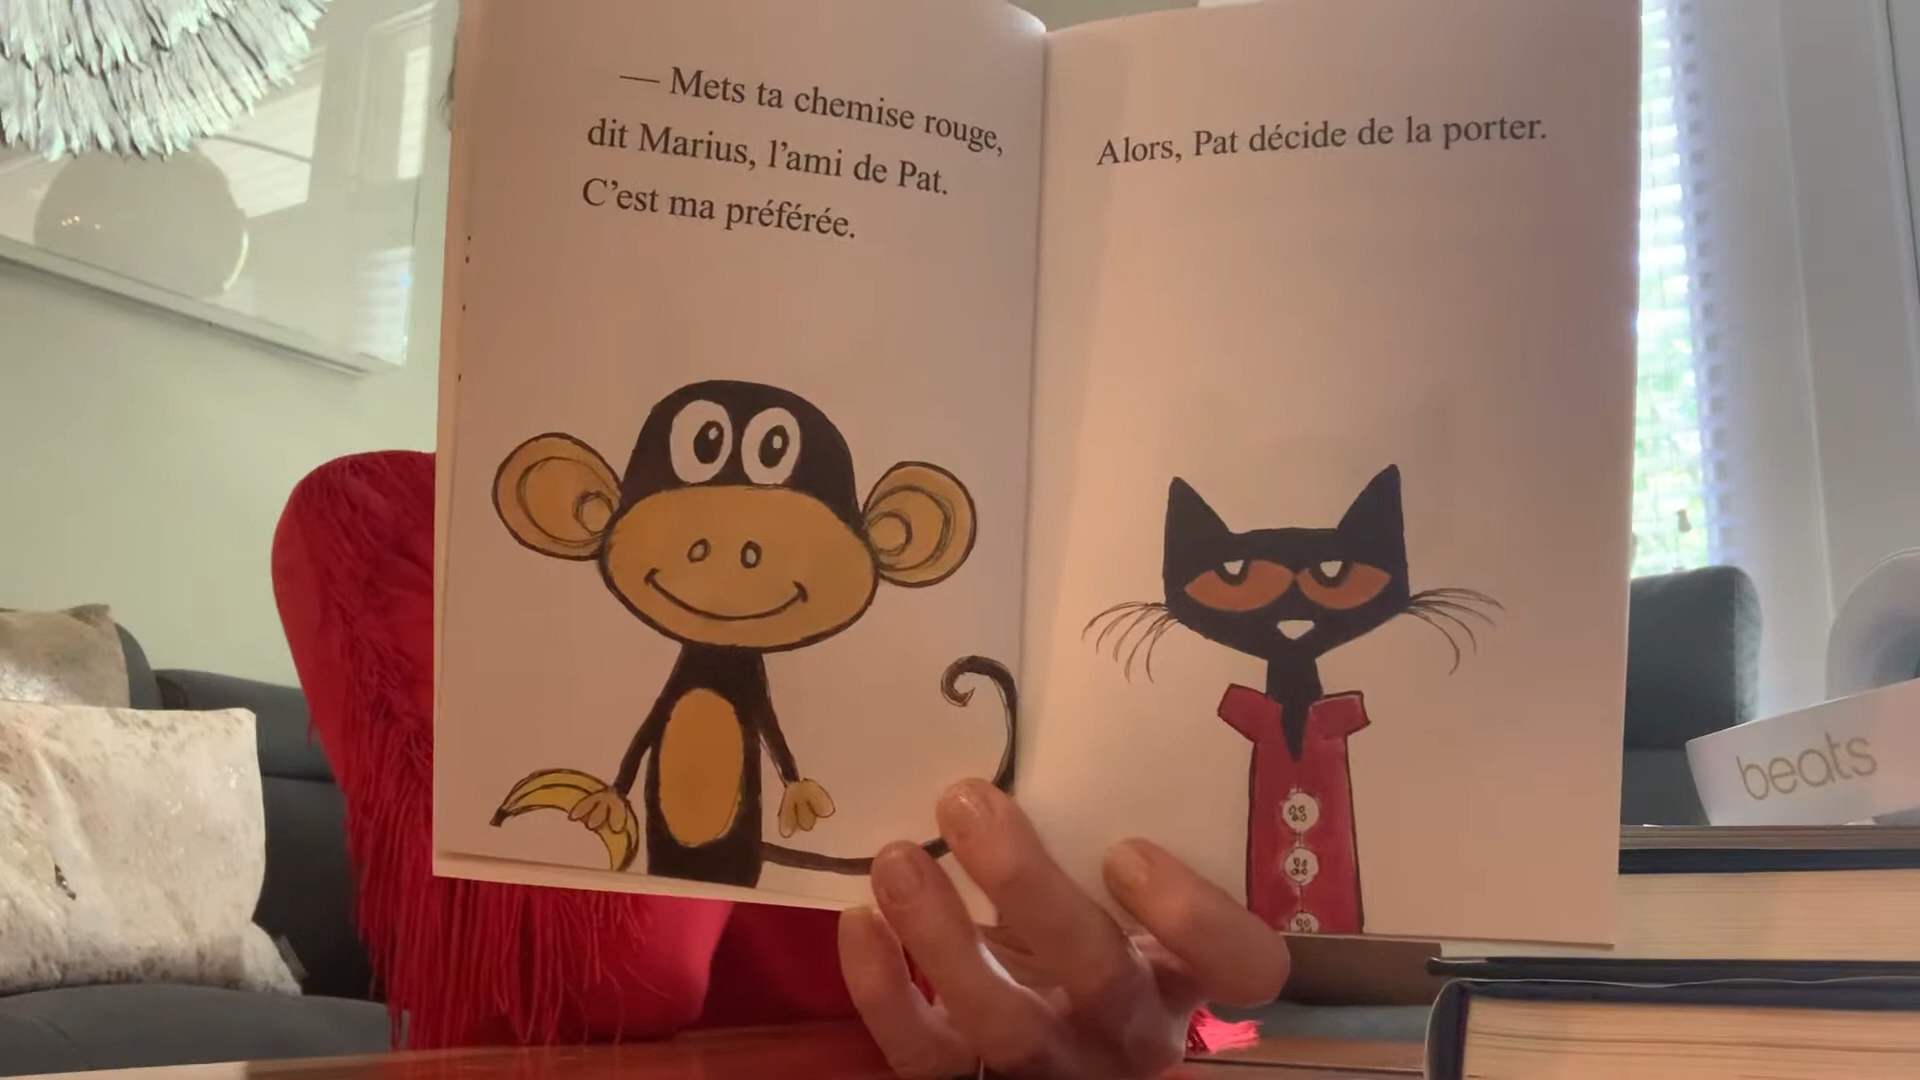 — Mets ta chemise rouge,
dit Marius, l’ami de Pat.
C’est ma préférée.
Alors, Pat décide de la porter.
beats